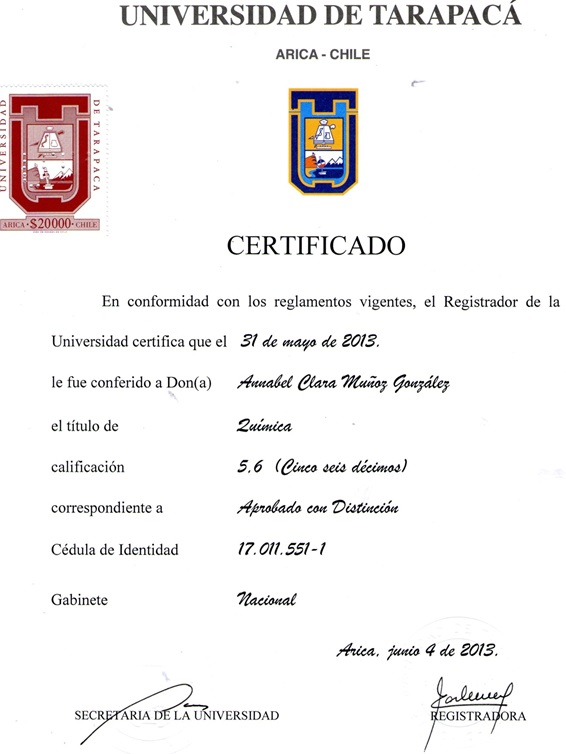 UNIVERSIDAD DE TARAPACÁ
ARICA - CHILE
UNIVERSIDAD
DE TARAPACA
ARICA · $20000 · CHILE
CERTIFICADO
En conformidad con los reglamentos vigentes, el Registrador de la
Universidad certifica que el 31 de mayo de 2013.
le fue conferido a Don(a) Annabel Clara Muñoz González
el título de Química
calificación 5,6 (Cinco seis décimos)
correspondiente a Aprobado con Distinción
Cédula de Identidad 17.011.551-1
Gabinete Nacional
Arica, junio 4 de 2013.
SECRETARIA DE LA UNIVERSIDAD
REGISTRADORA